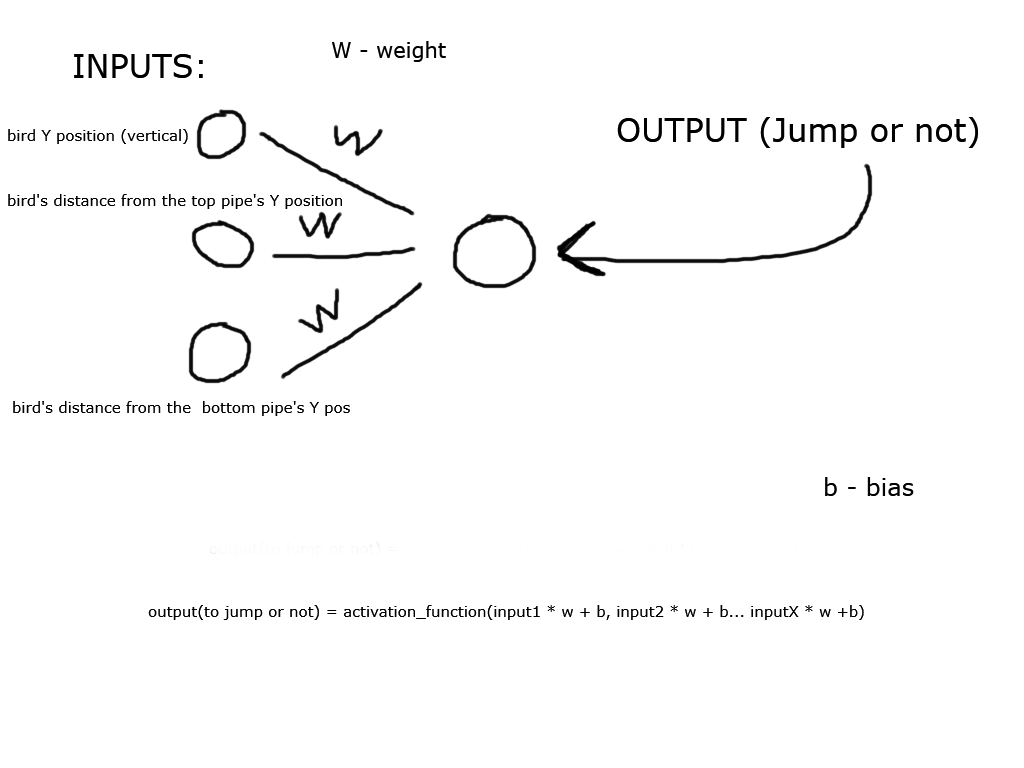 W - weight
INPUTS:
bird Y position (vertical)
W
OUTPUT (Jump or not)
bird's distance from the top pipe's Y position
W
W
bird's distance from the  bottom pipe's Y pos
b - bias
output(to jump or not) =
output(to jump or not) = activation_function(input1 * w + b, input2 * w + b... inputX * w +b)